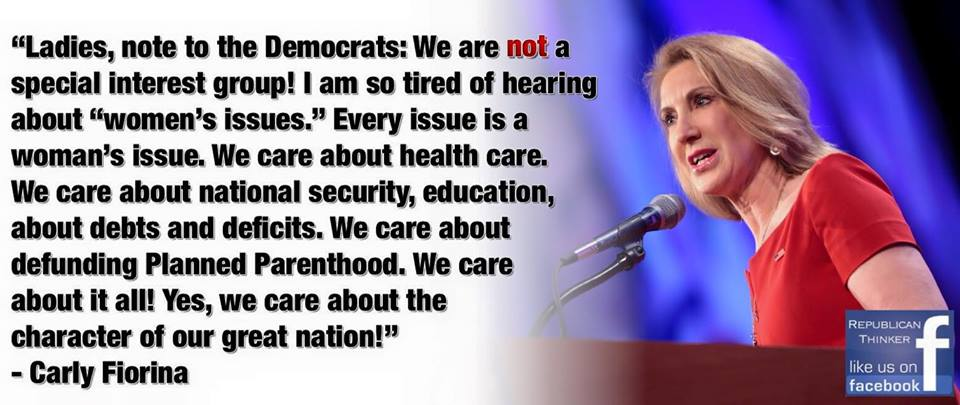 “Ladies, note to the Democrats: We are not a
special interest group! I am so tired of hearing
about “women’s issues.” Every issue is a
woman’s issue. We care about health care.
We care about national security, education,
about debts and deficits. We care about
defunding Planned Parenthood. We care
about it all! Yes, we care about the
character of our great nation!”
- Carly Fiorina
REPUBLICAN
THINKER
like us on
facebook
f